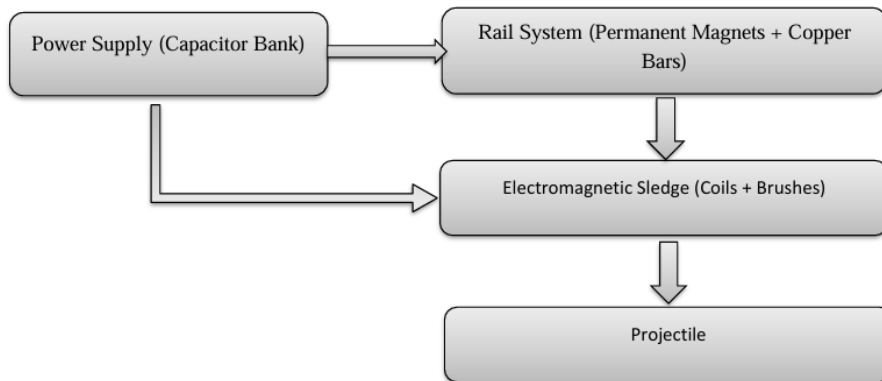 Power Supply (Capacitor Bank)
Rail System (Permanent Magnets + Copper
Bars)
Electromagnetic Sledge (Coils + Brushes)
Projectile